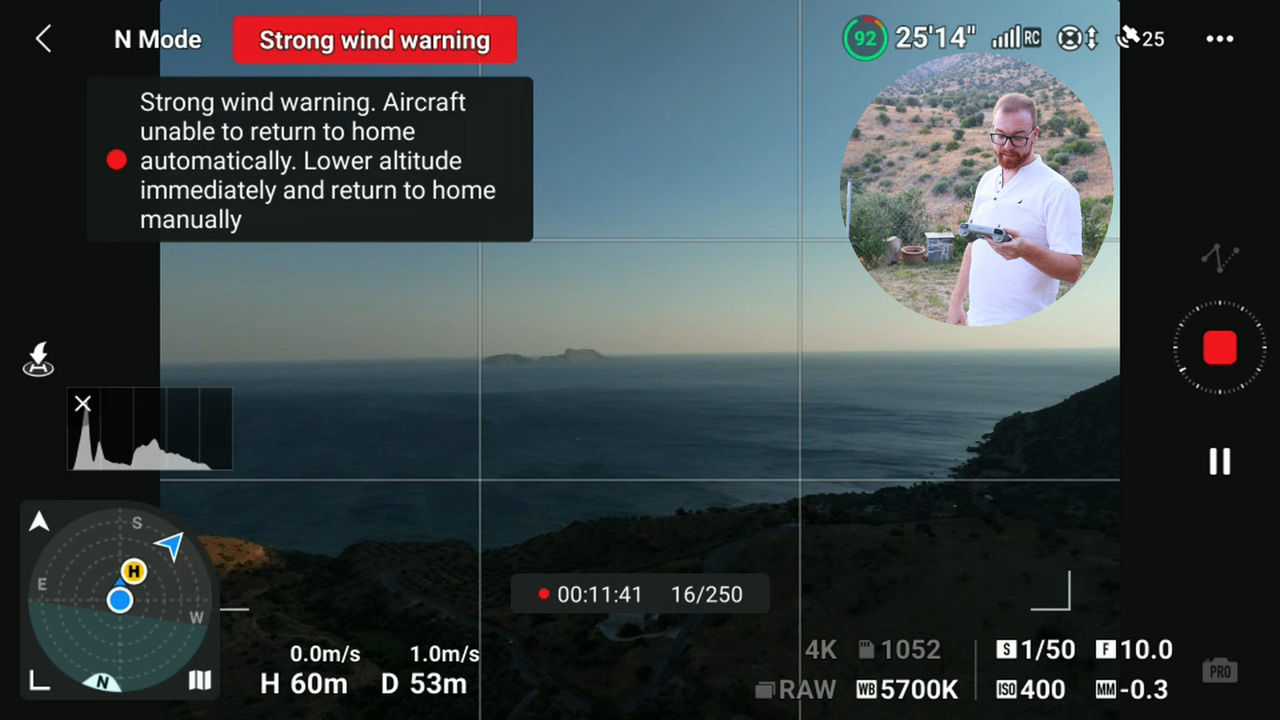 N Mode
Strong wind warning
92
25'14"
RC
25
Strong wind warning. Aircraft
unable to return to home
automatically. Lower altitude
immediately and return to home
manually
S
E
H
W
N
00:11:41 16/250
0.0m/s 1.0m/s
H 60m D 53m
4K 1052
RAW WB 5700K
S 1/50 F 10.0
ISO 400 MM -0.3
PRO